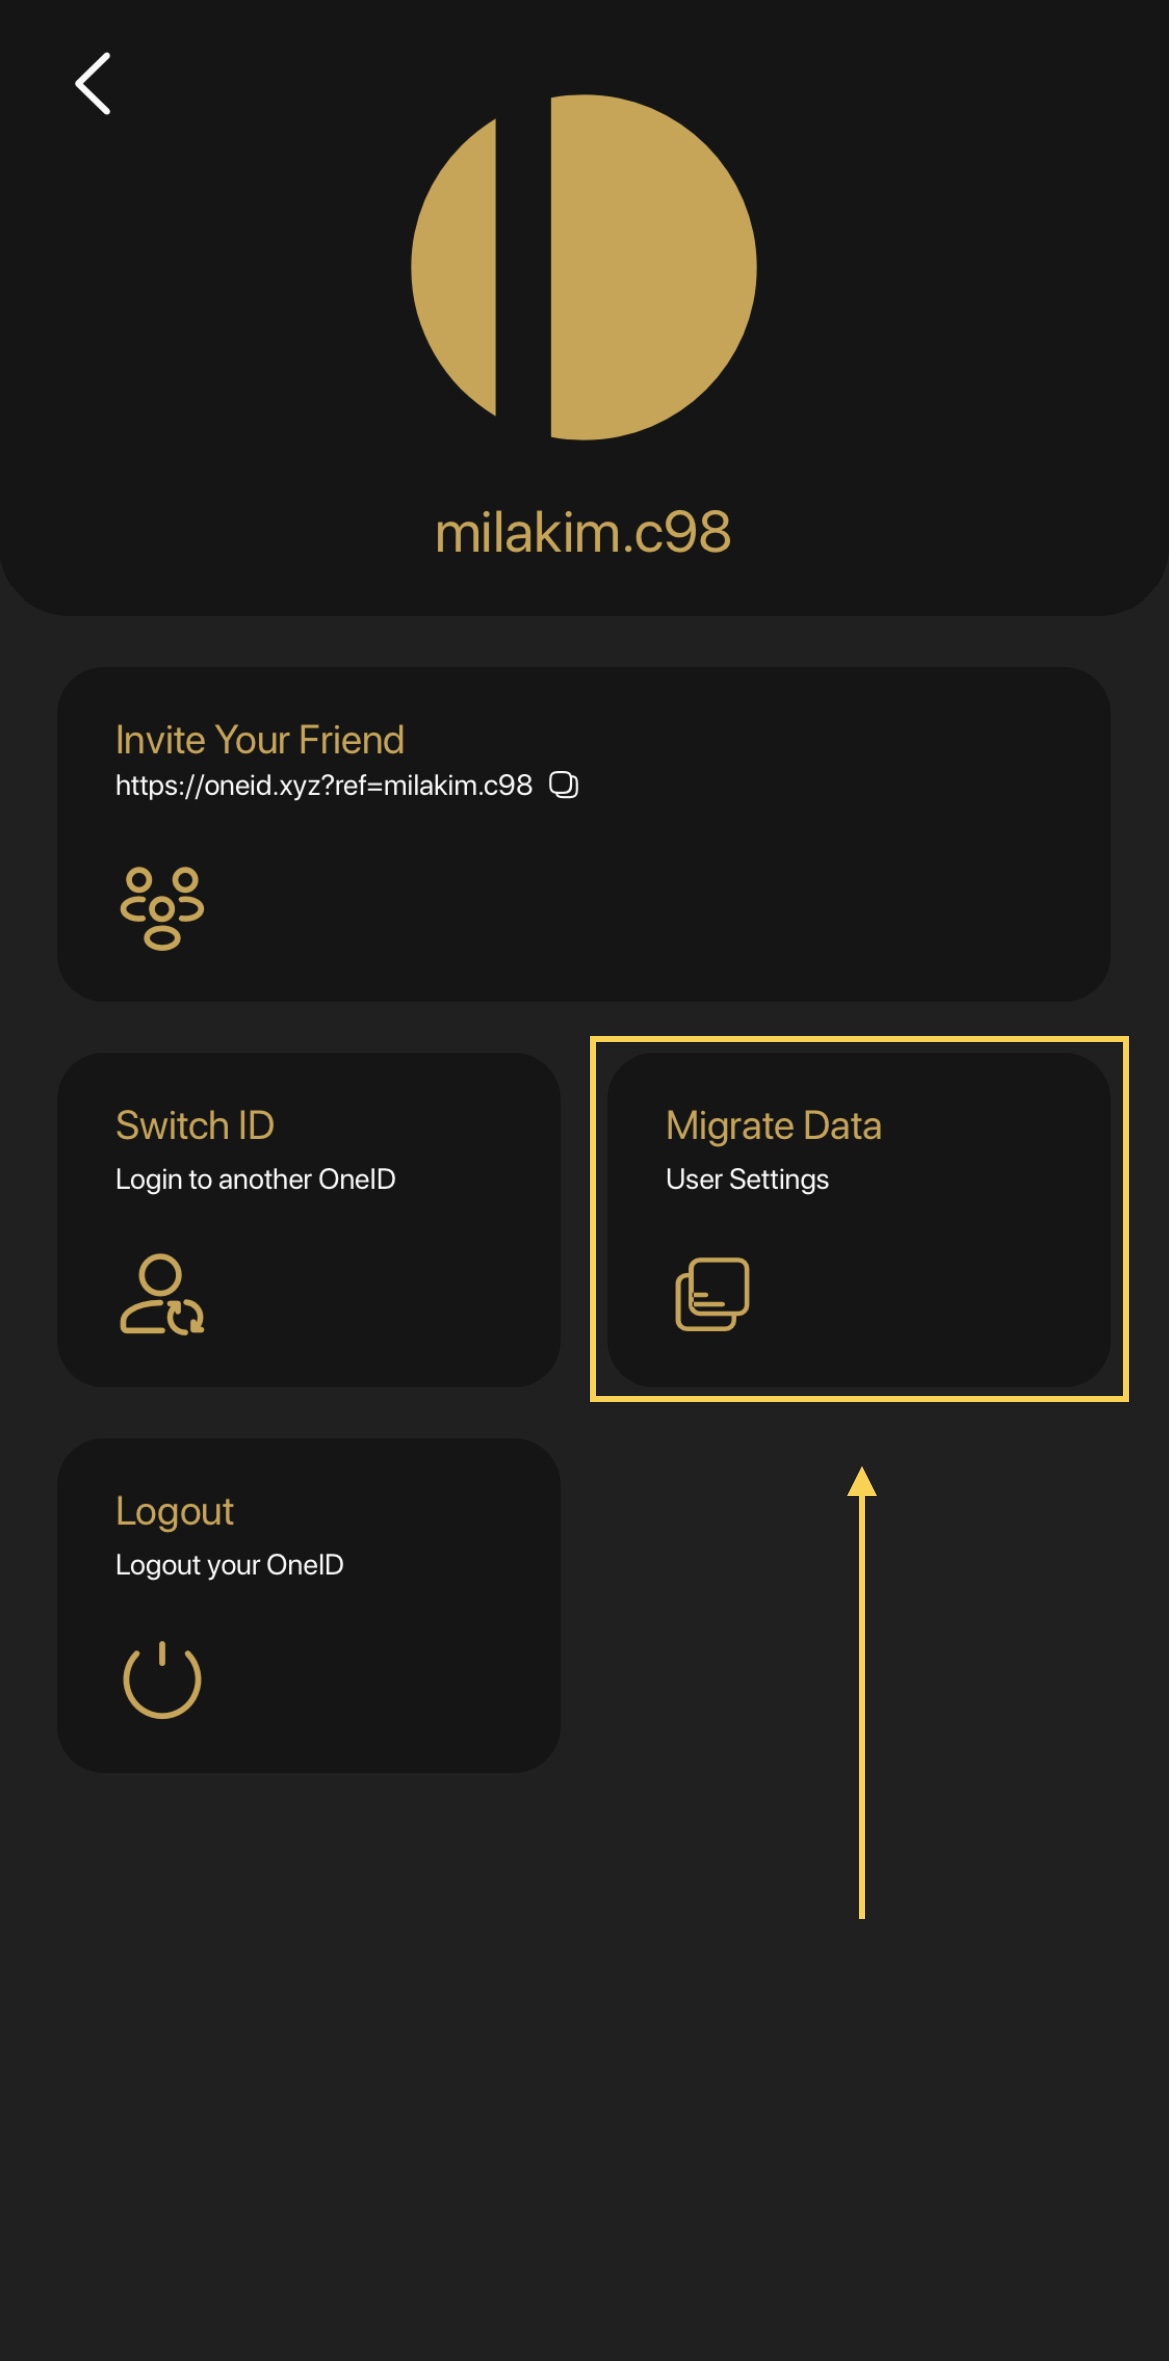 milakim.c98
Invite Your Friend
https://oneid.xyz?ref=milakim.c98
Switch ID
Login to another OneID
Migrate Data
User Settings
Logout
Logout your OneID